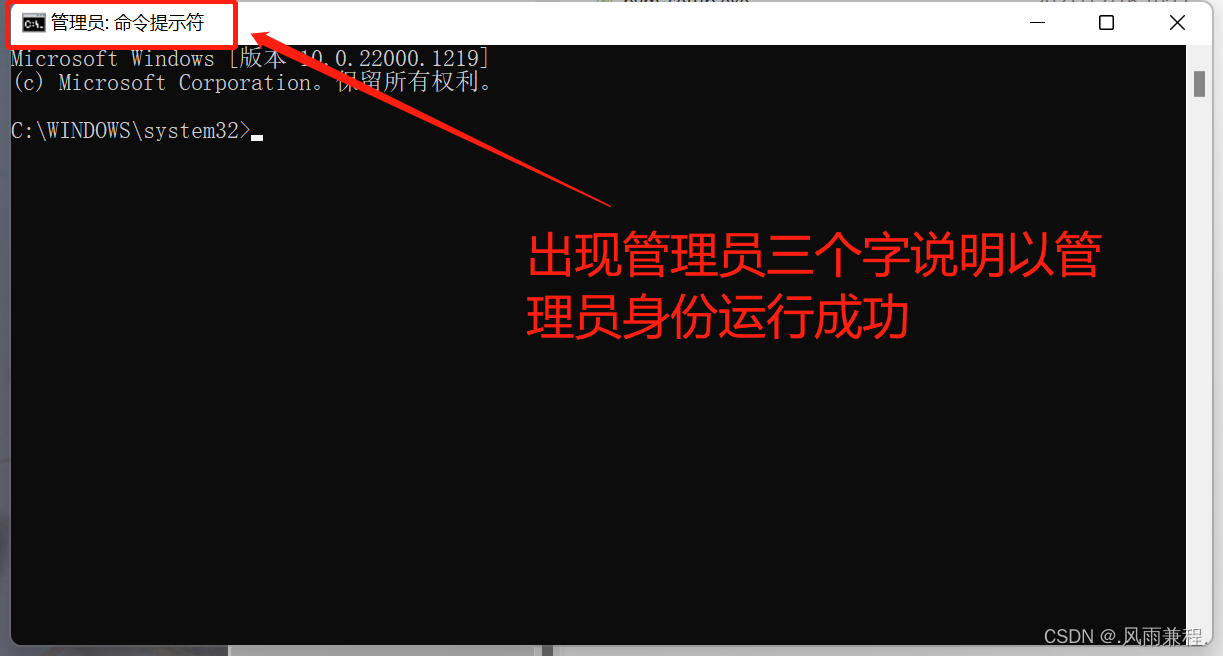 管理员: 命令提示符
Microsoft Windows [版本 10.0.22000.1219]
(c) Microsoft Corporation。保留所有权利。
C:\WINDOWS\system32>
出现管理员三个字说明以管
理员身份运行成功
CSDN @.风雨兼程.